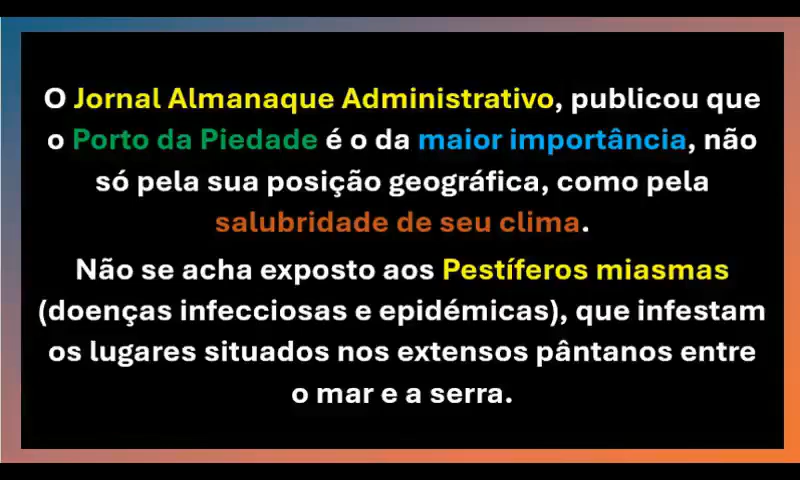 O Jornal Almanaque Administrativo, publicou que
o Porto da Piedade é o da maior importância, não
só pela sua posição geográfica, como pela
salubridade de seu clima.
Não se acha exposto aos Pestíferos miasmas
(doenças infecciosas e epidémicas), que infestam
os lugares situados nos extensos pântanos entre
o mar e a serra.